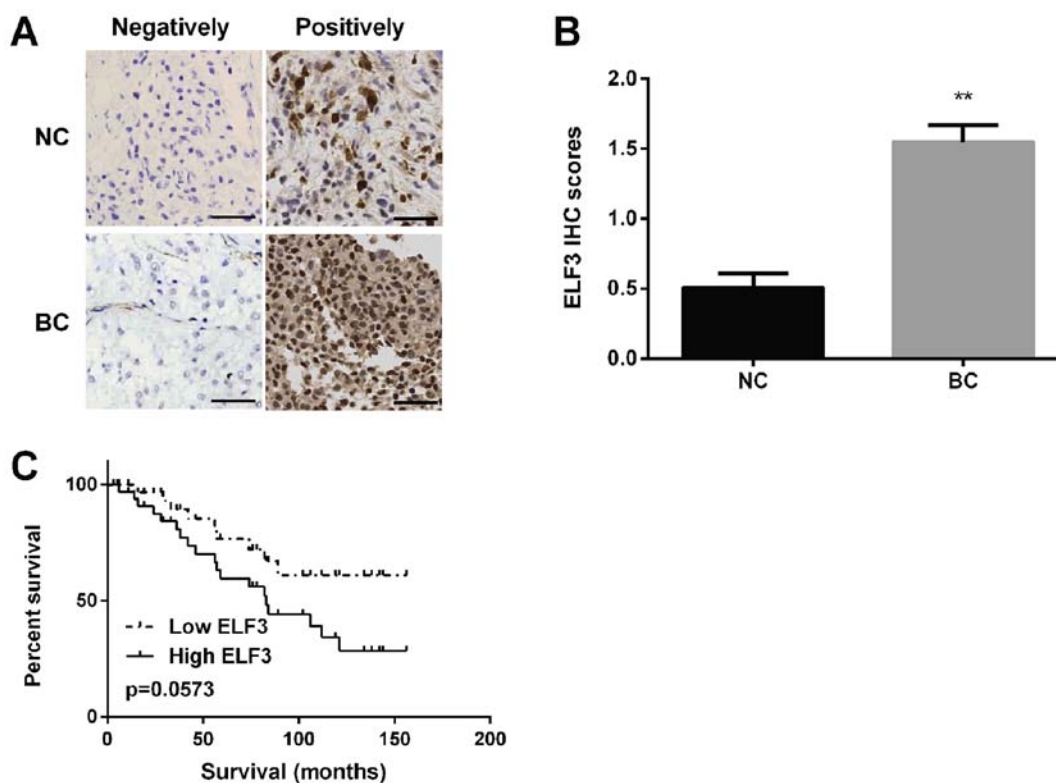 A
Negatively Positively
NC
BC
B
ELF3 IHC scores
2.0
1.5
1.0
0.5
0.0
**
NC BC
C
Percent survival
100
50
0
Low ELF3
High ELF3
p=0.0573
0 50 100 150 200
Survival (months)